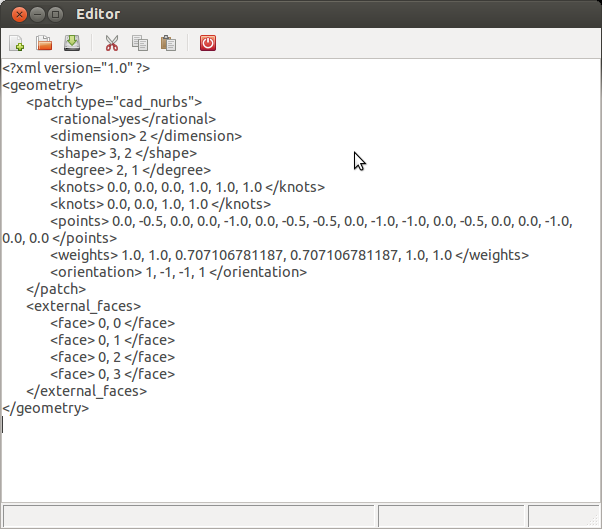 Editor
<?xml version="1.0" ?>
<geometry>
<patch type="cad_nurbs">
<rational>yes</rational>
<dimension> 2 </dimension>
<shape> 3, 2 </shape>
<degree> 2, 1 </degree>
<knots> 0.0, 0.0, 0.0, 1.0, 1.0, 1.0 </knots>
<knots> 0.0, 0.0, 1.0, 1.0 </knots>
<points> 0.0, -0.5, 0.0, 0.0, -1.0, 0.0, -0.5, -0.5, 0.0, -1.0, -1.0, 0.0, -0.5, 0.0, 0.0, -1.0,
0.0, 0.0 </points>
<weights> 1.0, 1.0, 0.707106781187, 0.707106781187, 1.0, 1.0 </weights>
<orientation> 1, -1, -1, 1 </orientation>
</patch>
<external_faces>
<face> 0, 0 </face>
<face> 0, 1 </face>
<face> 0, 2 </face>
<face> 0, 3 </face>
</external_faces>
</geometry>